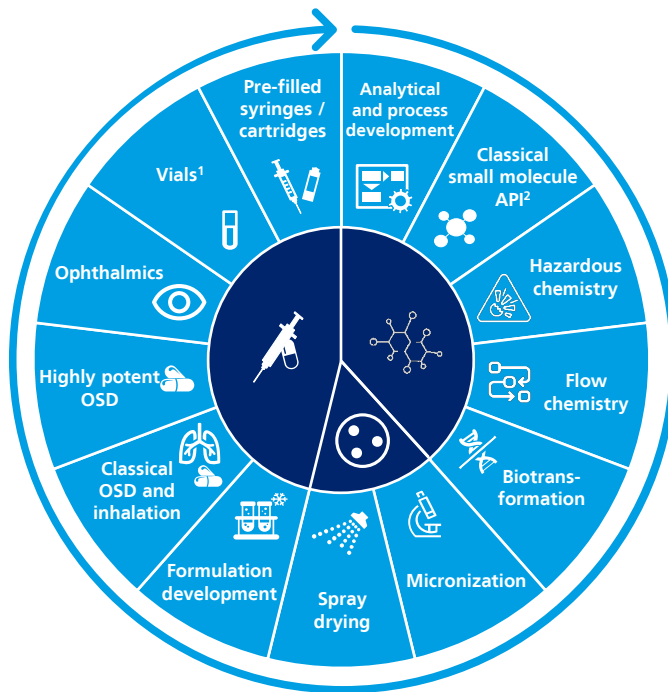 Analytical
and process
development
Classical
small molecule
API²
Hazardous
chemistry
Flow
chemistry
Biotrans-
formation
Micronization
Spray
drying
Formulation
development
Classical
OSD and
inhalation
Highly potent
OSD
Ophthalmics
Vials¹
Pre-filled
syringes /
cartridges